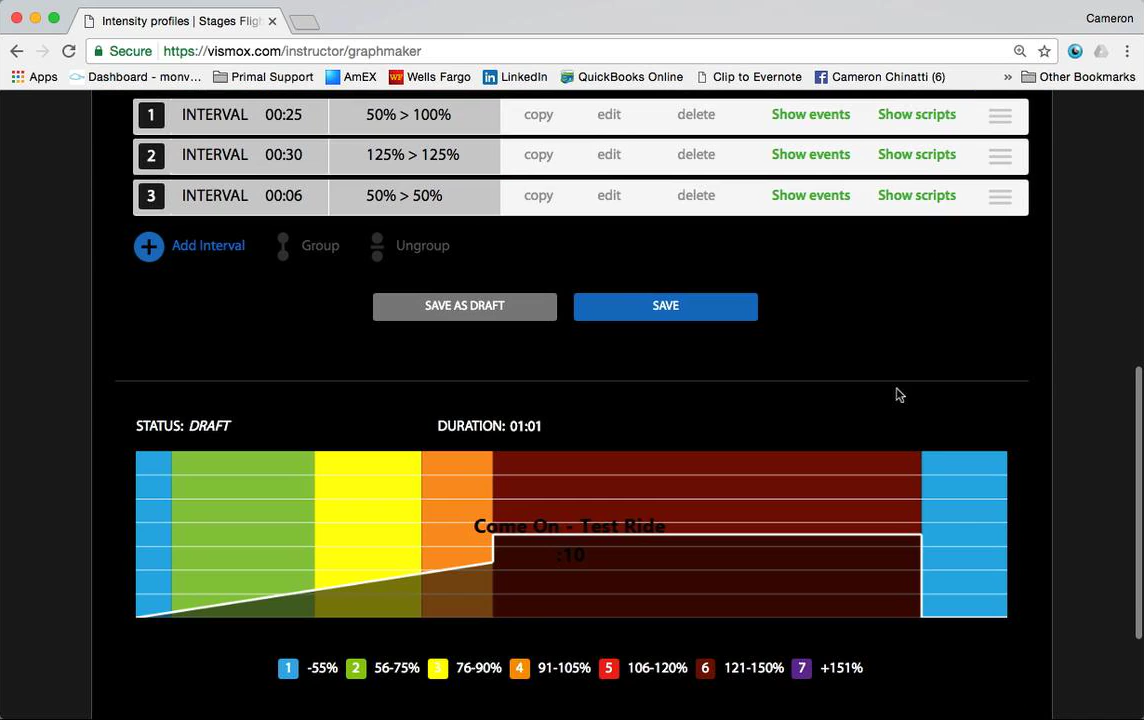 Intensity profiles | Stages Fligh
Cameron
Secure https://vismox.com/instructor/graphmaker
Apps Dashboard - monv... Primal Support AmEX Wells Fargo LinkedIn QuickBooks Online Clip to Evernote Cameron Chinatti (6) » Other Bookmarks
1 INTERVAL 00:25 50% > 100% copy edit delete Show events Show scripts
2 INTERVAL 00:30 125% > 125% copy edit delete Show events Show scripts
3 INTERVAL 00:06 50% > 50% copy edit delete Show events Show scripts
Add Interval Group Ungroup
SAVE AS DRAFT SAVE
STATUS: DRAFT DURATION: 01:01
Come On - Test Ride
:10
1 -55% 2 56-75% 3 76-90% 4 91-105% 5 106-120% 6 121-150% 7 +151%